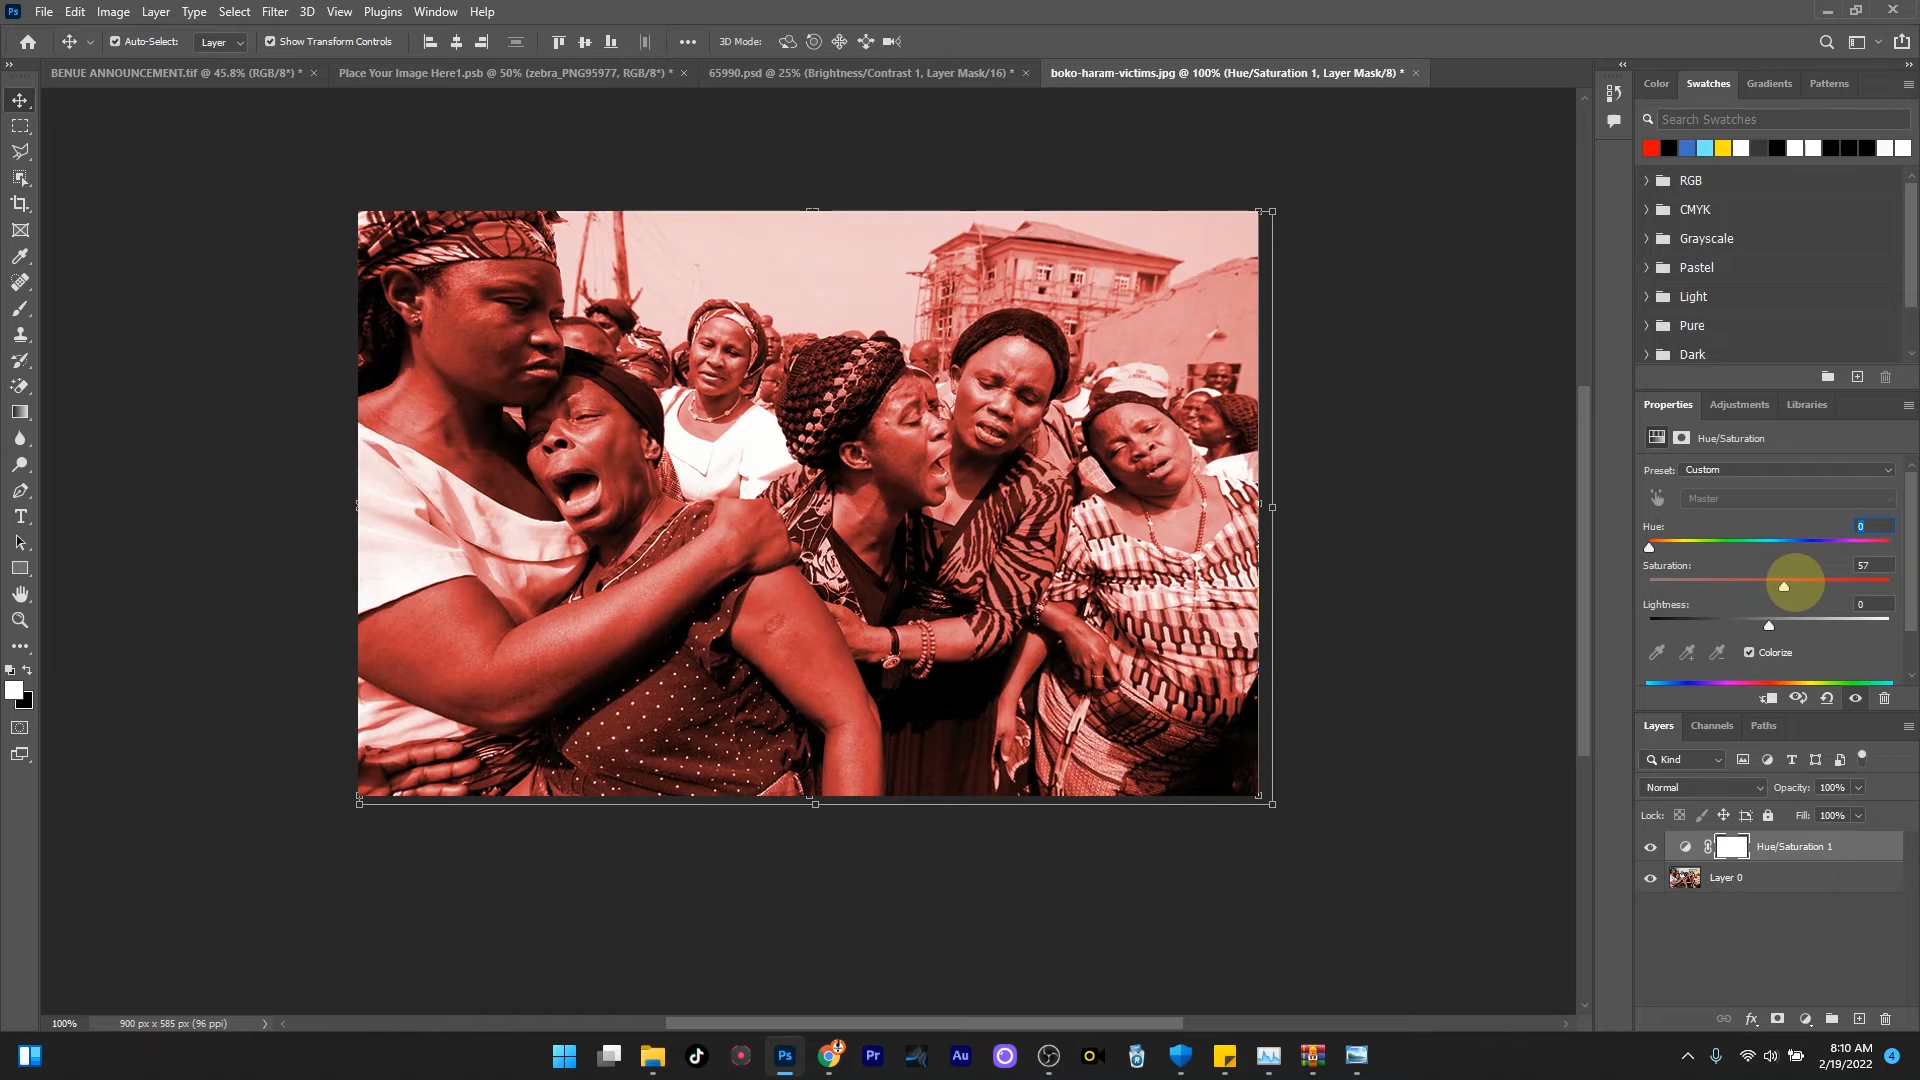 Ps File Edit Image Layer Type Select Filter 3D View Plugins Window Help
Auto-Select: Layer Show Transform Controls 3D Mode:
BENUE ANNOUNCEMENT.tif @ 45.8% (RGB/8*) *
Place Your Image Here1.psb @ 50% (zebra_PNG95977, RGB/8*) *
65990.psd @ 25% (Brightness/Contrast 1, Layer Mask/16) *
boko-haram-victims.jpg @ 100% (Hue/Saturation 1, Layer Mask/8) *
Color Swatches Gradients Patterns
Search Swatches
RGB
CMYK
Grayscale
Pastel
Light
Pure
Dark
Properties Adjustments Libraries
Hue/Saturation
Preset: Custom
Master
Hue: 0
Saturation: 57
Lightness: 0
Colorize
Layers Channels Paths
Kind
Normal Opacity: 100%
Lock: Fill: 100%
Hue/Saturation 1
Layer 0
100% 900 px x 585 px (96 ppi)
Ps Pr Au
8:10 AM
2/19/2022
4